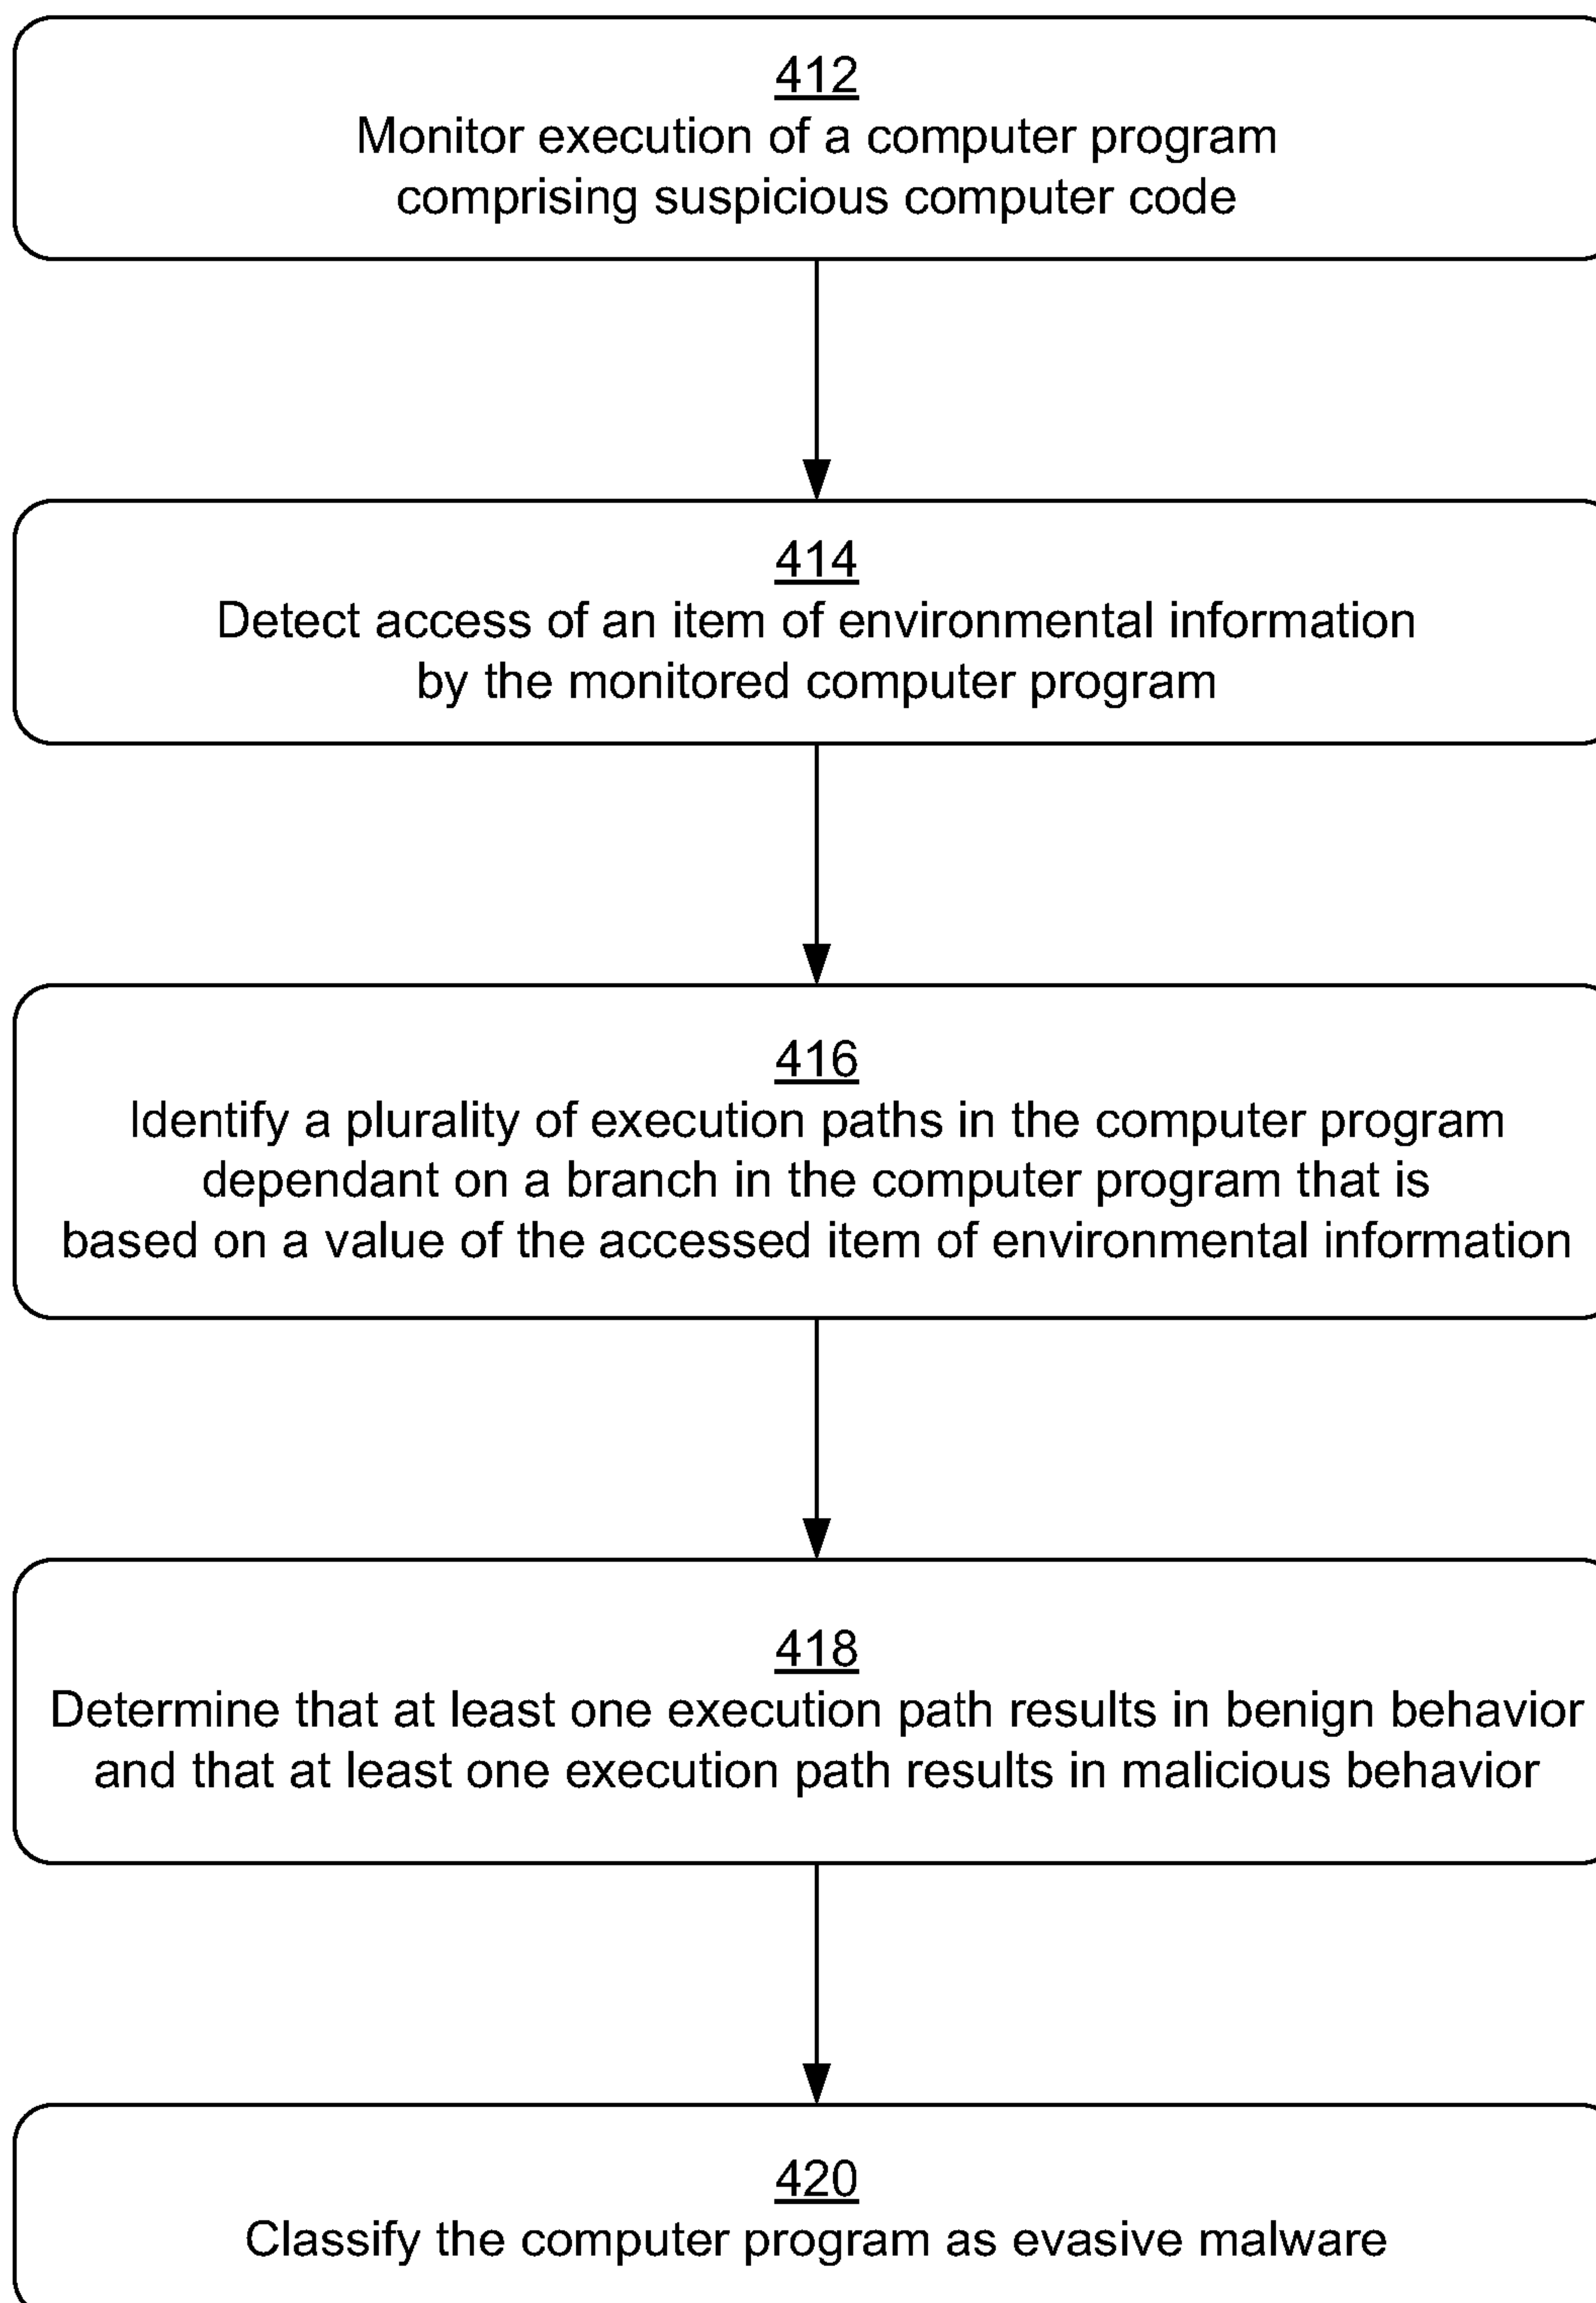 412
Monitor execution of a computer program
comprising suspicious computer code
414
Detect access of an item of environmental information
by the monitored computer program
416
Identify a plurality of execution paths in the computer program
dependant on a branch in the computer program that is
based on a value of the accessed item of environmental information
418
Determine that at least one execution path results in benign behavior
and that at least one execution path results in malicious behavior
420
Classify the computer program as evasive malware